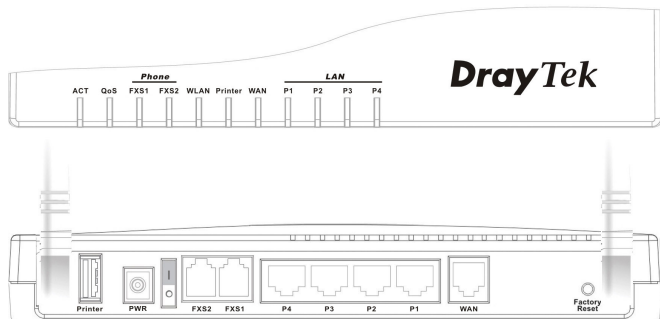 DrayTek
Phone
LAN
ACT QoS FXS1 FXS2 WLAN Printer WAN P1 P2 P3 P4
Printer PWR FXS2 FXS1 P4 P3 P2 P1 WAN Factory
Reset